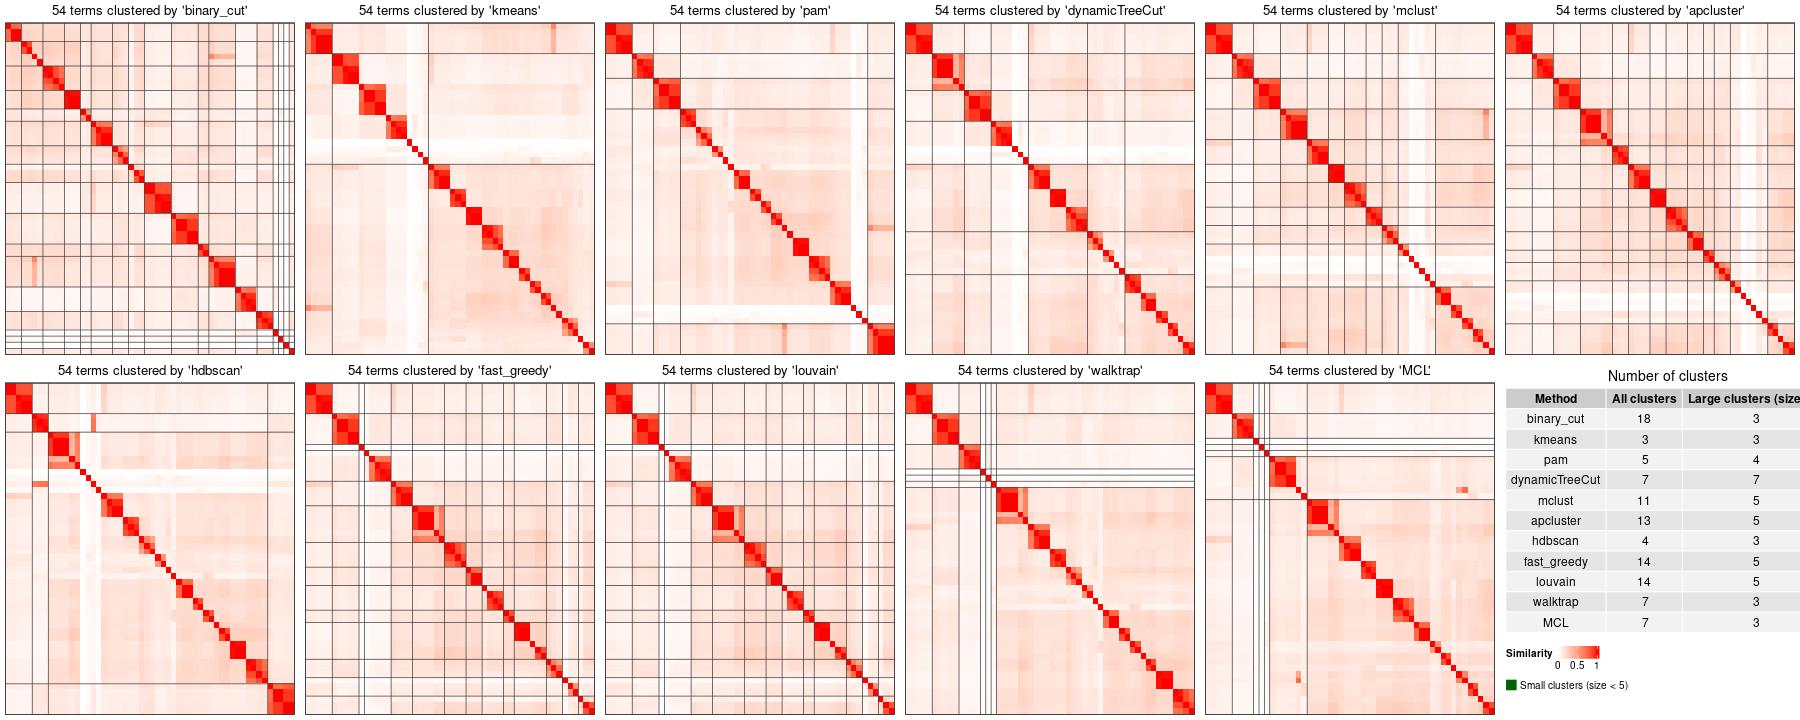 54 terms clustered by 'binary_cut'
54 terms clustered by 'kmeans'
54 terms clustered by 'pam'
54 terms clustered by 'dynamicTreeCut'
54 terms clustered by 'mclust'
54 terms clustered by 'apcluster'
54 terms clustered by 'hdbscan'
54 terms clustered by 'fast_greedy'
54 terms clustered by 'louvain'
54 terms clustered by 'walktrap'
54 terms clustered by 'MCL'
Number of clusters
Method All clusters Large clusters (size
binary_cut 18 3
kmeans 3 3
pam 5 4
dynamicTreeCut 7 7
mclust 11 5
apcluster 13 5
hdbscan 4 3
fast_greedy 14 5
louvain 14 5
walktrap 7 3
MCL 7 3
Similarity
0 0.5 1
Small clusters (size < 5)